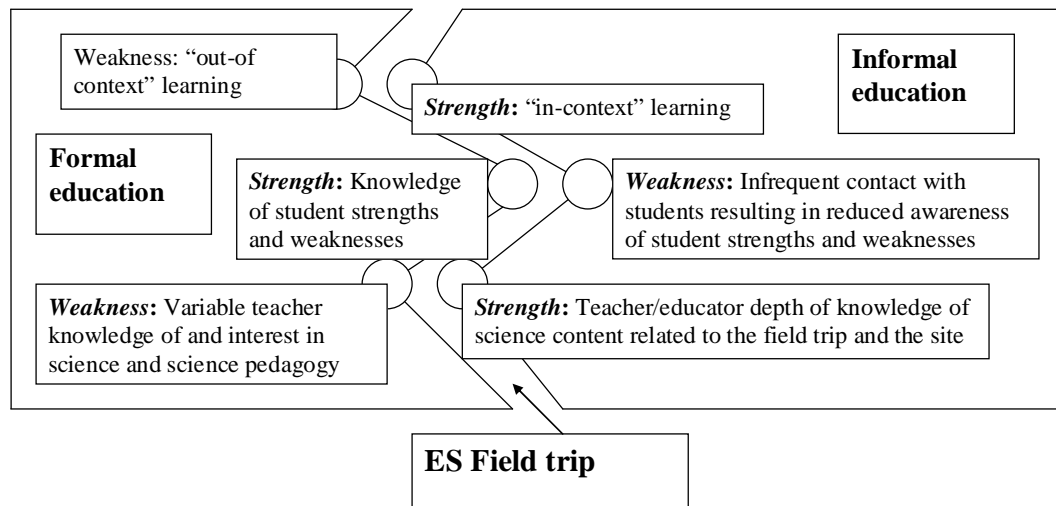 Weakness: “out-of
context” learning
Informal
education
Strength: “in-context” learning
Formal
education
Strength: Knowledge
of student strengths
and weaknesses
Weakness: Infrequent contact with
students resulting in reduced awareness
of student strengths and weaknesses
Weakness: Variable teacher
knowledge of and interest in
science and science pedagogy
Strength: Teacher/educator depth of knowledge of
science content related to the field trip and the site
ES Field trip